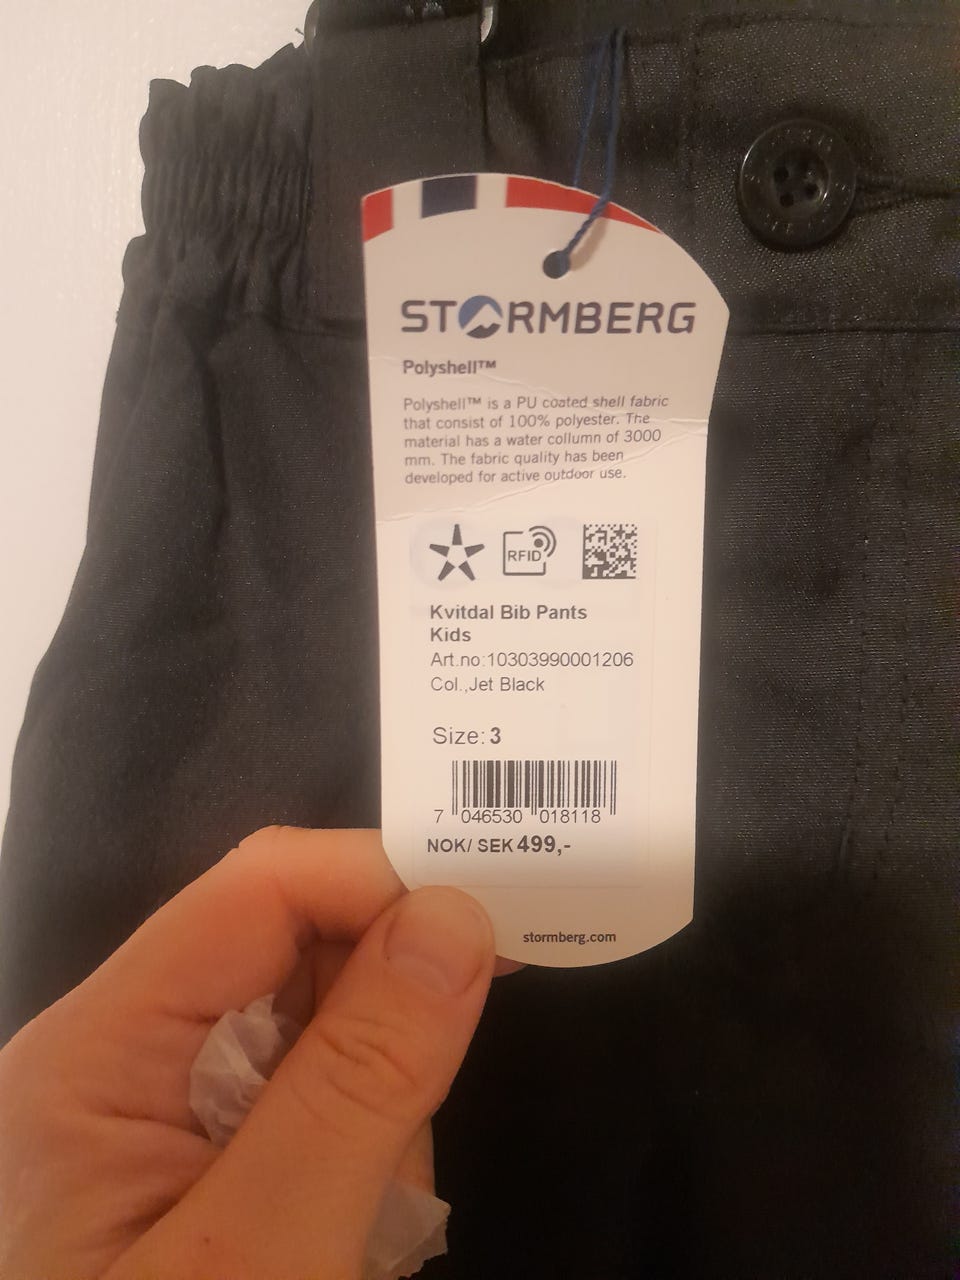 STORMBERG
Polyshell™
Polyshell™ is a PU coated shell fabric
that consist of 100% polyester. The
material has a water collumn of 3000
mm. The fabric quality has been
developed for active outdoor use.
RFID
Kvitdal Bib Pants
Kids
Art.no:10303990001206
Col.,Jet Black
Size: 3
7 046530 018118
NOK/ SEK 499,-
stormberg.com